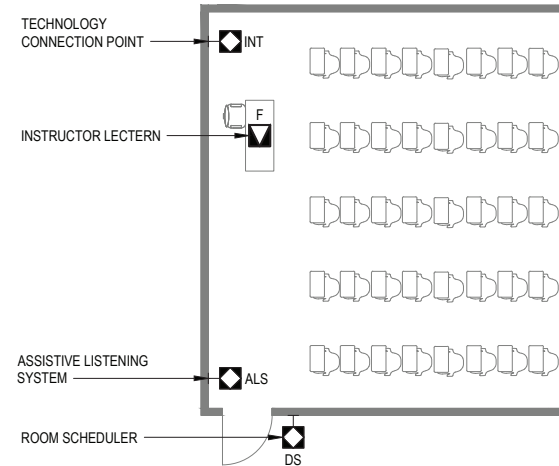 TECHNOLOGY
CONNECTION POINT
INT
F
INSTRUCTOR LECTERN
ASSISTIVE LISTENING
SYSTEM
ALS
ROOM SCHEDULER
DS